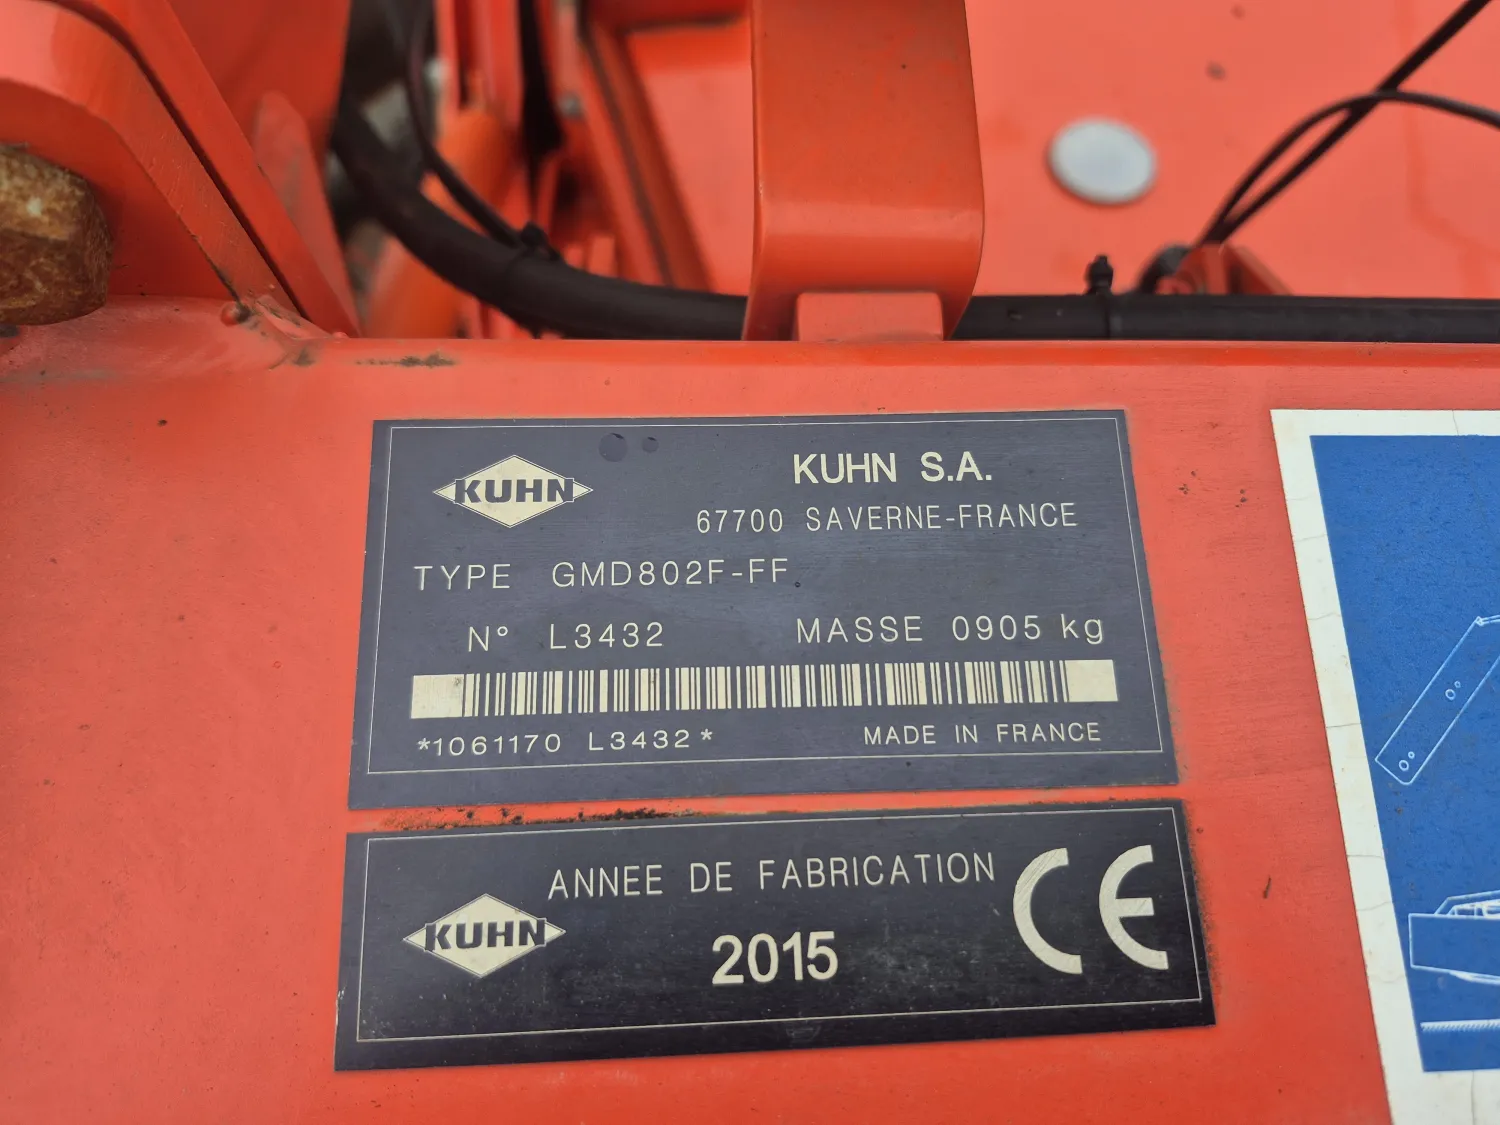 KUHN
KUHN S.A.
67700 SAVERNE-FRANCE
TYPE GMD802F-FF
N° L3432 MASSE 0905 kg
*1061170 L3432*
MADE IN FRANCE
ANNEE DE FABRICATION
KUHN
2015
CE